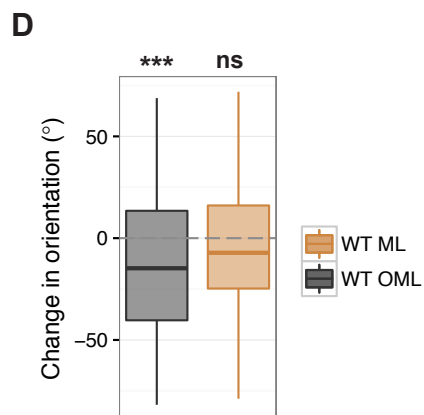 D
*** ns
Change in orientation (°)
50
0
−50
WT ML
WT OML